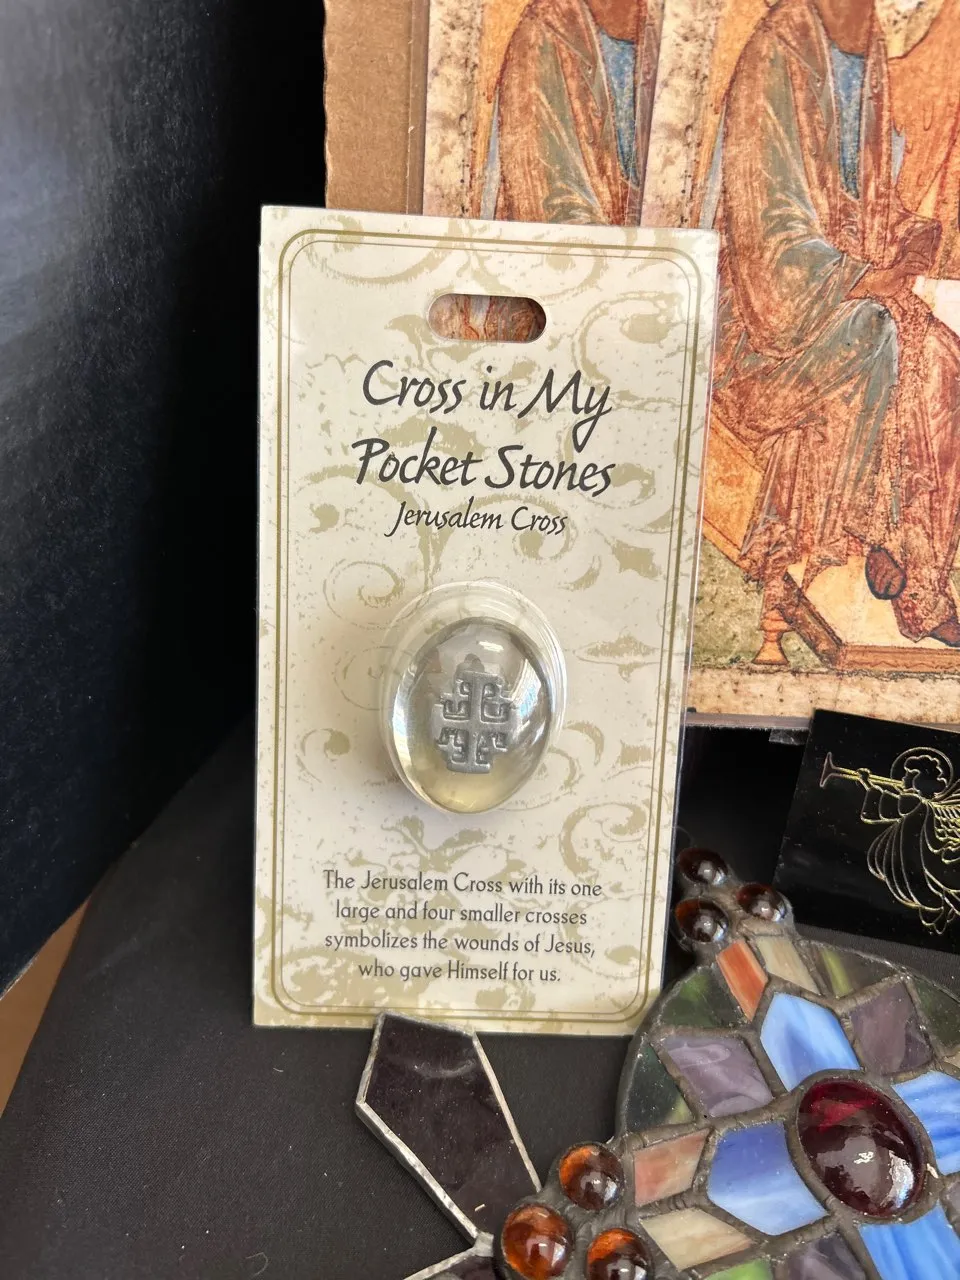 Cross in My
Pocket Stones
Jerusalem Cross
The Jerusalem Cross with its one
large and four smaller crosses
symbolizes the wounds of Jesus,
who gave Himself for us.